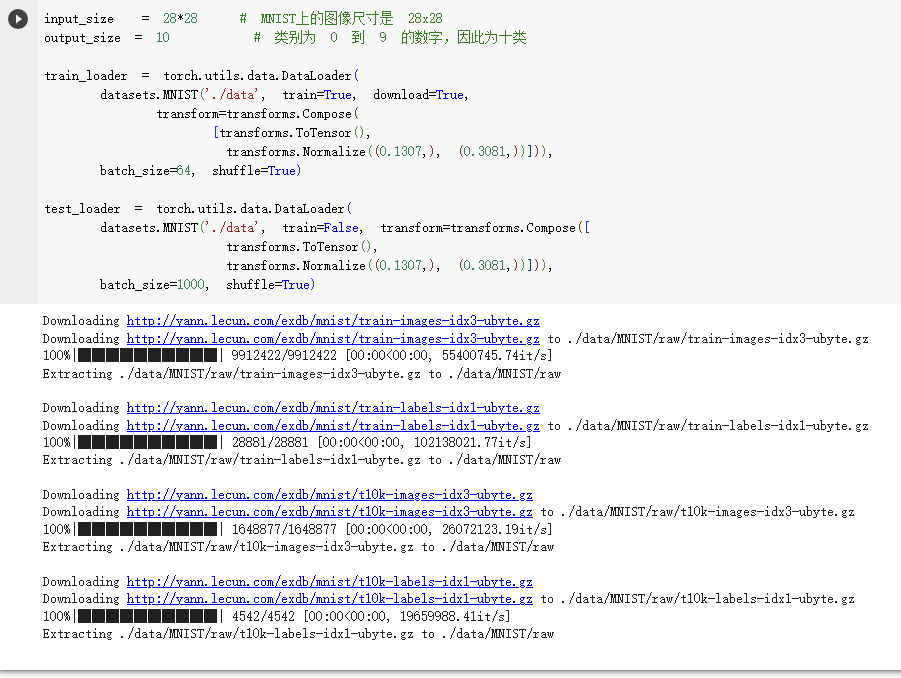 input_size = 28*28 # MNIST上的图像尺寸是 28x28
output_size = 10 # 类别为 0 到 9 的数字，因此为十类
train_loader = torch.utils.data.DataLoader(
datasets.MNIST('./data', train=True, download=True,
transform=transforms.Compose(
[transforms.ToTensor(),
transforms.Normalize((0.1307,), (0.3081,))])),
batch_size=64, shuffle=True)
test_loader = torch.utils.data.DataLoader(
datasets.MNIST('./data', train=False, transform=transforms.Compose([
transforms.ToTensor(),
transforms.Normalize((0.1307,), (0.3081,))])),
batch_size=1000, shuffle=True)
Downloading http://yann.lecun.com/exdb/mnist/train-images-idx3-ubyte.gz
Downloading http://yann.lecun.com/exdb/mnist/train-images-idx3-ubyte.gz to ./data/MNIST/raw/train-images-idx3-ubyte.gz
100%|██████████| 9912422/9912422 [00:00<00:00, 55400745.74it/s]
Extracting ./data/MNIST/raw/train-images-idx3-ubyte.gz to ./data/MNIST/raw
Downloading http://yann.lecun.com/exdb/mnist/train-labels-idx1-ubyte.gz
Downloading http://yann.lecun.com/exdb/mnist/train-labels-idx1-ubyte.gz to ./data/MNIST/raw/train-labels-idx1-ubyte.gz
100%|██████████| 28881/28881 [00:00<00:00, 102138021.77it/s]
Extracting ./data/MNIST/raw/train-labels-idx1-ubyte.gz to ./data/MNIST/raw
Downloading http://yann.lecun.com/exdb/mnist/t10k-images-idx3-ubyte.gz
Downloading http://yann.lecun.com/exdb/mnist/t10k-images-idx3-ubyte.gz to ./data/MNIST/raw/t10k-images-idx3-ubyte.gz
100%|██████████| 1648877/1648877 [00:00<00:00, 26072123.19it/s]
Extracting ./data/MNIST/raw/t10k-images-idx3-ubyte.gz to ./data/MNIST/raw
Downloading http://yann.lecun.com/exdb/mnist/t10k-labels-idx1-ubyte.gz
Downloading http://yann.lecun.com/exdb/mnist/t10k-labels-idx1-ubyte.gz to ./data/MNIST/raw/t10k-labels-idx1-ubyte.gz
100%|██████████| 4542/4542 [00:00<00:00, 19659988.41it/s]
Extracting ./data/MNIST/raw/t10k-labels-idx1-ubyte.gz to ./data/MNIST/raw